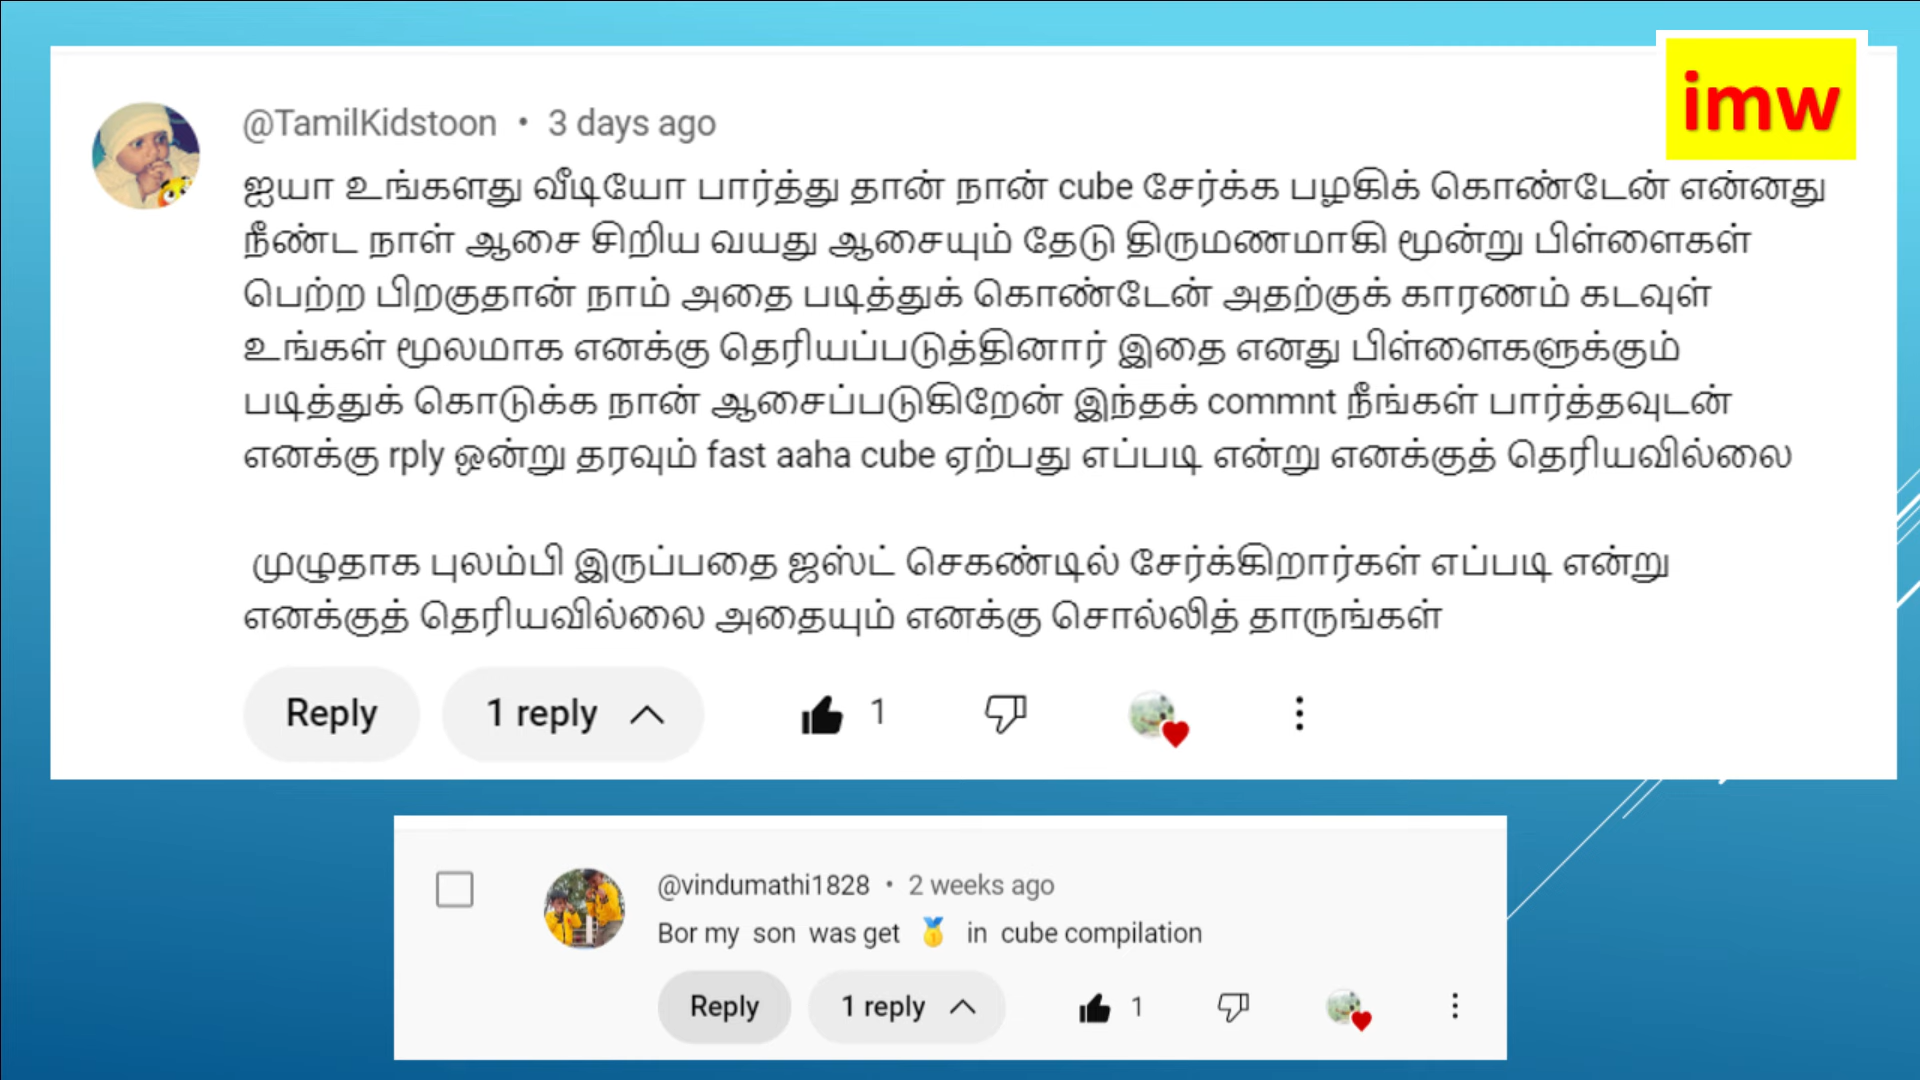 imw
@TamilKidstoon • 3 days ago
ஐயா உங்களது வீடியோ பார்த்து தான் நான் cube சேர்க்க பழகிக் கொண்டேன் என்னது
நீண்ட நாள் ஆசை சிறிய வயது ஆசையும் தேடு திருமணமாகி மூன்று பிள்ளைகள்
பெற்ற பிறகுதான் நாம் அதை படித்துக் கொண்டேன் அதற்குக் காரணம் கடவுள்
உங்கள் மூலமாக எனக்கு தெரியப்படுத்தினார் இதை எனது பிள்ளைகளுக்கும்
படித்துக் கொடுக்க நான் ஆசைப்படுகிறேன் இந்தக் commnt நீங்கள் பார்த்தவுடன்
எனக்கு rply ஒன்று தரவும் fast aaha cube ஏற்பது எப்படி என்று எனக்குத் தெரியவில்லை
முழுதாக புலம்பி இருப்பதை ஜஸ்ட் செகண்டில் சேர்க்கிறார்கள் எப்படி என்று
எனக்குத் தெரியவில்லை அதையும் எனக்கு சொல்லித் தாருங்கள்
Reply 1 reply 1
@vindumathi1828 • 2 weeks ago
Bor my son was get 🥇 in cube compilation
Reply 1 reply 1